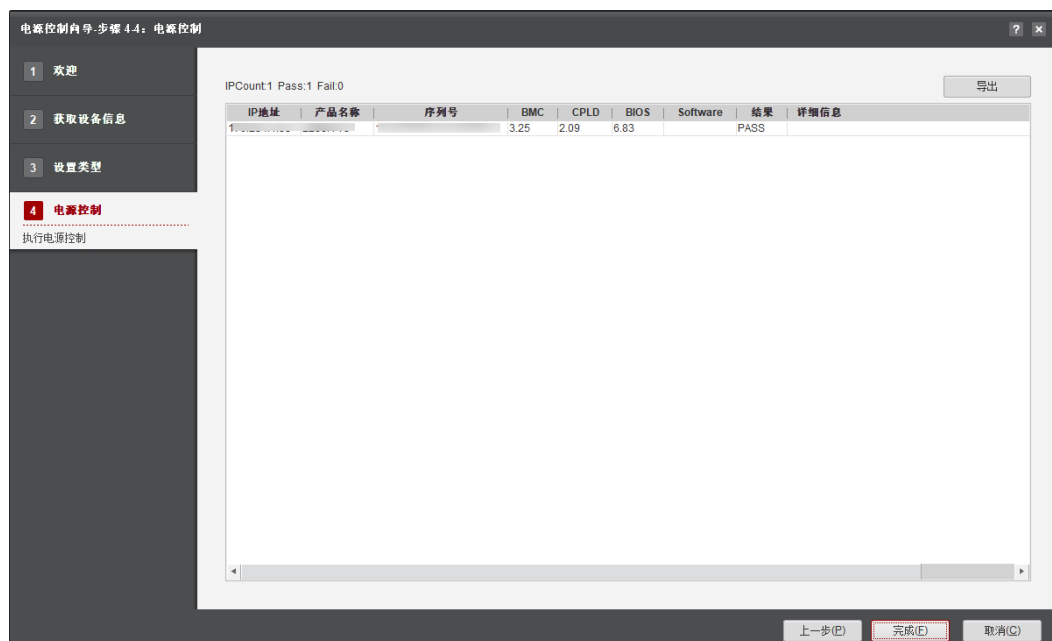 电源控制向导-步骤 4-4：电源控制
? ×
1 欢迎
2 获取设备信息
3 设置类型
4 电源控制
执行电源控制
IPCount:1 Pass:1 Fail:0
导出
IP地址 产品名称 序列号 BMC CPLD BIOS Software 结果 详细信息
3.25 2.09 6.83 PASS
上一步(P) 完成(F) 取消(C)